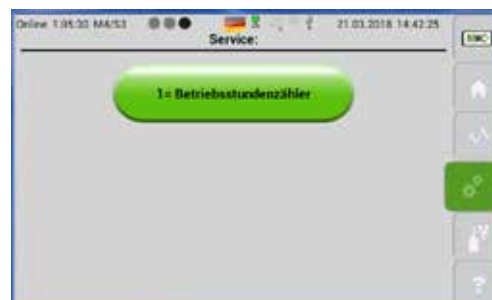 Online 1.05.30 M4/S3 21.03.2018 14:42:25
Service:
1= Betriebsstundenzähler
?